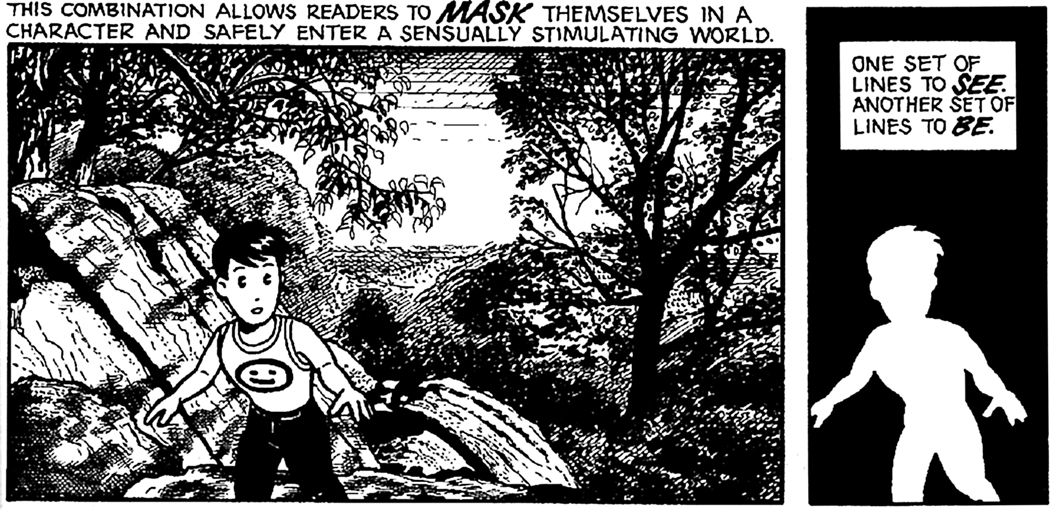 THIS COMBINATION ALLOWS READERS TO MASK THEMSELVES IN A
CHARACTER AND SAFELY ENTER A SENSUALLY STIMULATING WORLD.
ONE SET OF
LINES TO SEE.
ANOTHER SET OF
LINES TO BE.